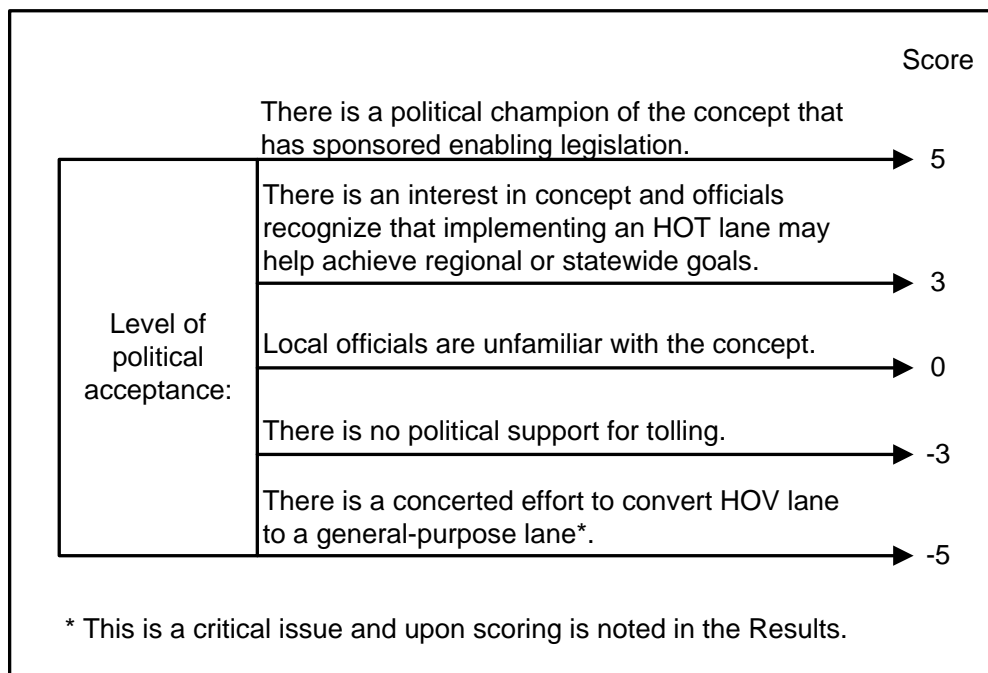 Score
There is a political champion of the concept that
has sponsored enabling legislation.
5
There is an interest in concept and officials
recognize that implementing an HOT lane may
help achieve regional or statewide goals.
3
Level of
political
acceptance:
Local officials are unfamiliar with the concept.
0
There is no political support for tolling.
-3
There is a concerted effort to convert HOV lane
to a general-purpose lane*.
-5
* This is a critical issue and upon scoring is noted in the Results.